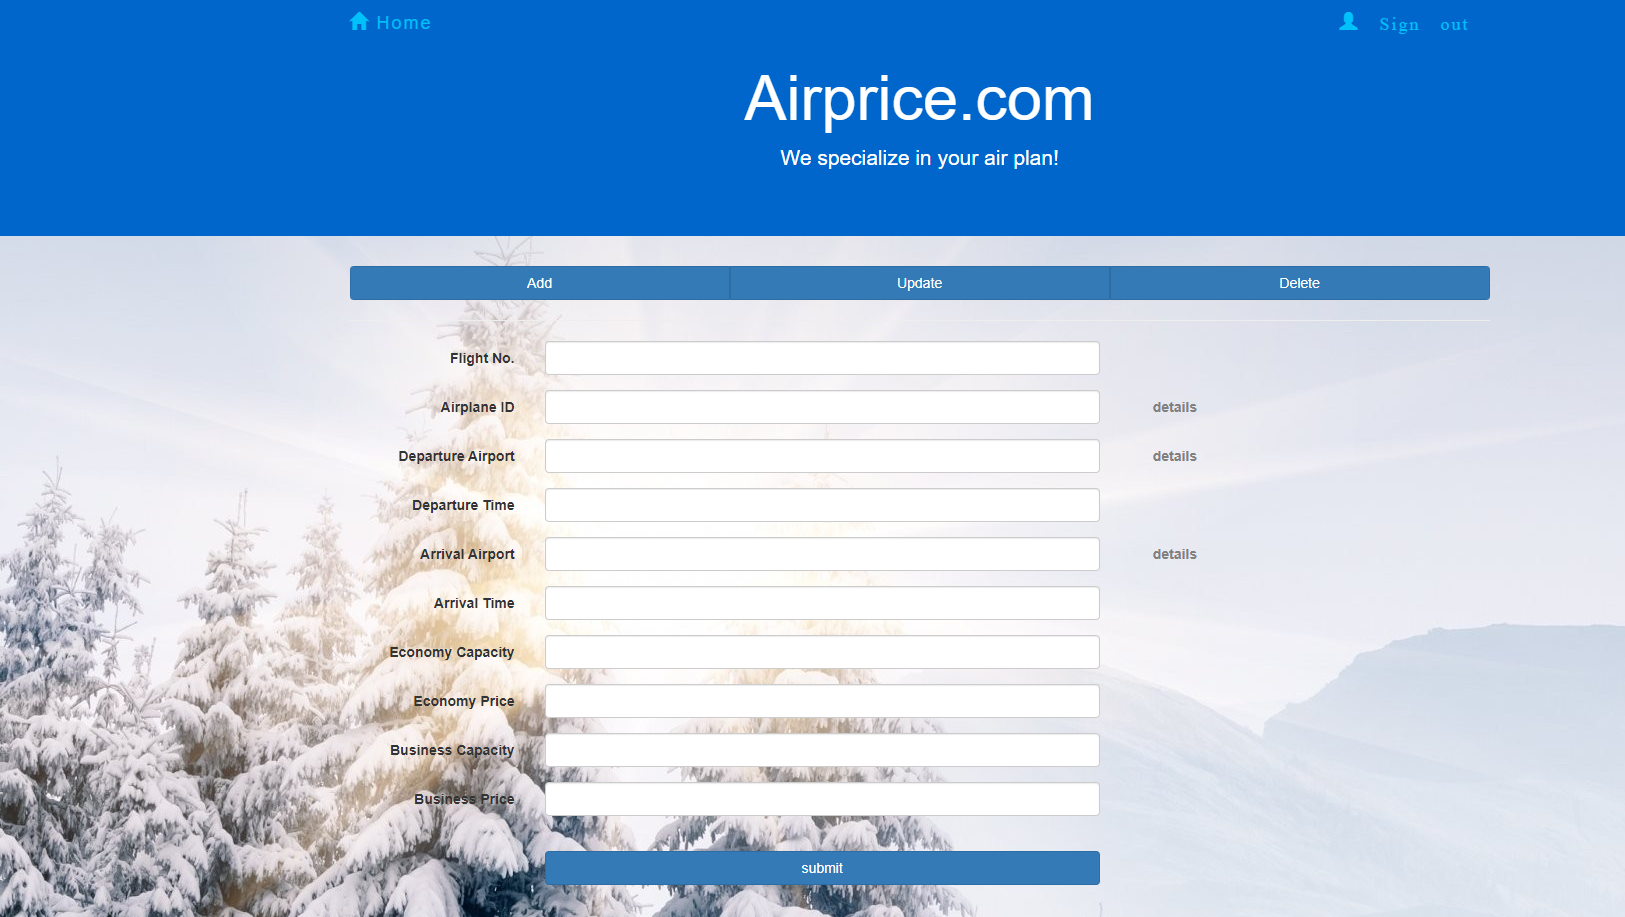 Home
Sign out
Airprice.com
We specialize in your air plan!
Add Update Delete
Flight No.
Airplane ID details
Departure Airport details
Departure Time
Arrival Airport details
Arrival Time
Economy Capacity
Economy Price
Business Capacity
Business Price
submit